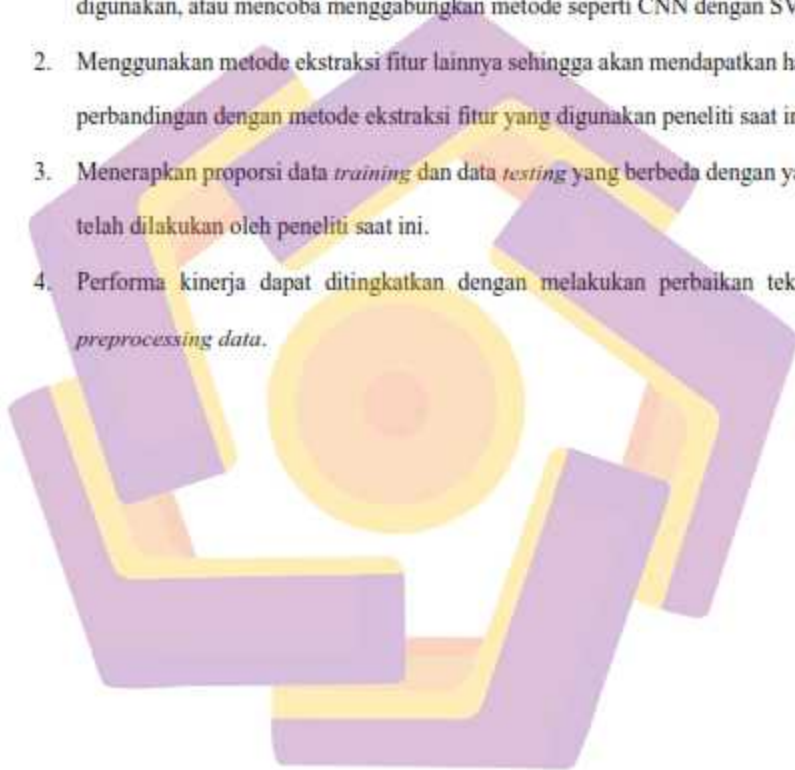 digunakan, atau mencoba menggabungkan metode seperti CNN dengan
2. Menggunakan metode ekstraksi fitur lainnya sehingga akan mendapatkan
perbandingan dengan metode ekstraksi fitur yang digunakan peneliti saat
3. Menerapkan proporsi data training dan data testing yang berbeda dengan
telah dilakukan oleh peneliti saat ini.
4. Performa kinerja dapat ditingkatkan dengan melakukan perbaikan
preprocessing data.